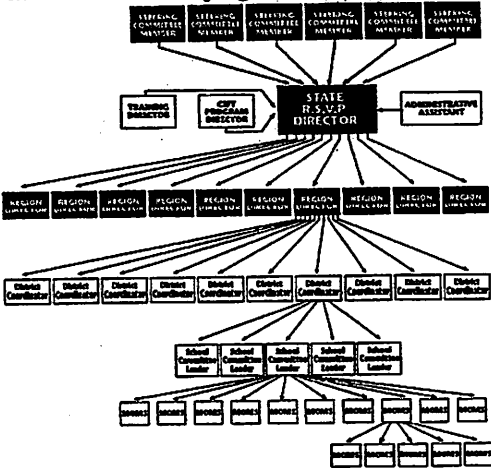 STEERING STEERING STEERING STEERING STEERING STEERING
COMMITTEE COMMITTEE COMMITTEE COMMITTEE COMMITTEE COMMITTEE
MEMBER MEMBER MEMBER MEMBER MEMBER MEMBER
TRAINING
DIRECTOR
PROGRAM
DIRECTOR
STATE
R.S.V.P
DIRECTOR
ADMINISTRATIVE
ASSISTANT
REGION REGION REGION REGION REGION REGION REGION REGION REGION REGION
DIRECTOR DIRECTOR DIRECTOR DIRECTOR DIRECTOR DIRECTOR DIRECTOR DIRECTOR DIRECTOR DIRECTOR
District District District District District District District District District District
Coordinator Coordinator Coordinator Coordinator Coordinator Coordinator Coordinator Coordinator Coordinator Coordinator
School School School School School
Committee Committee Committee Committee Committee
Leader Leader Leader Leader Leader